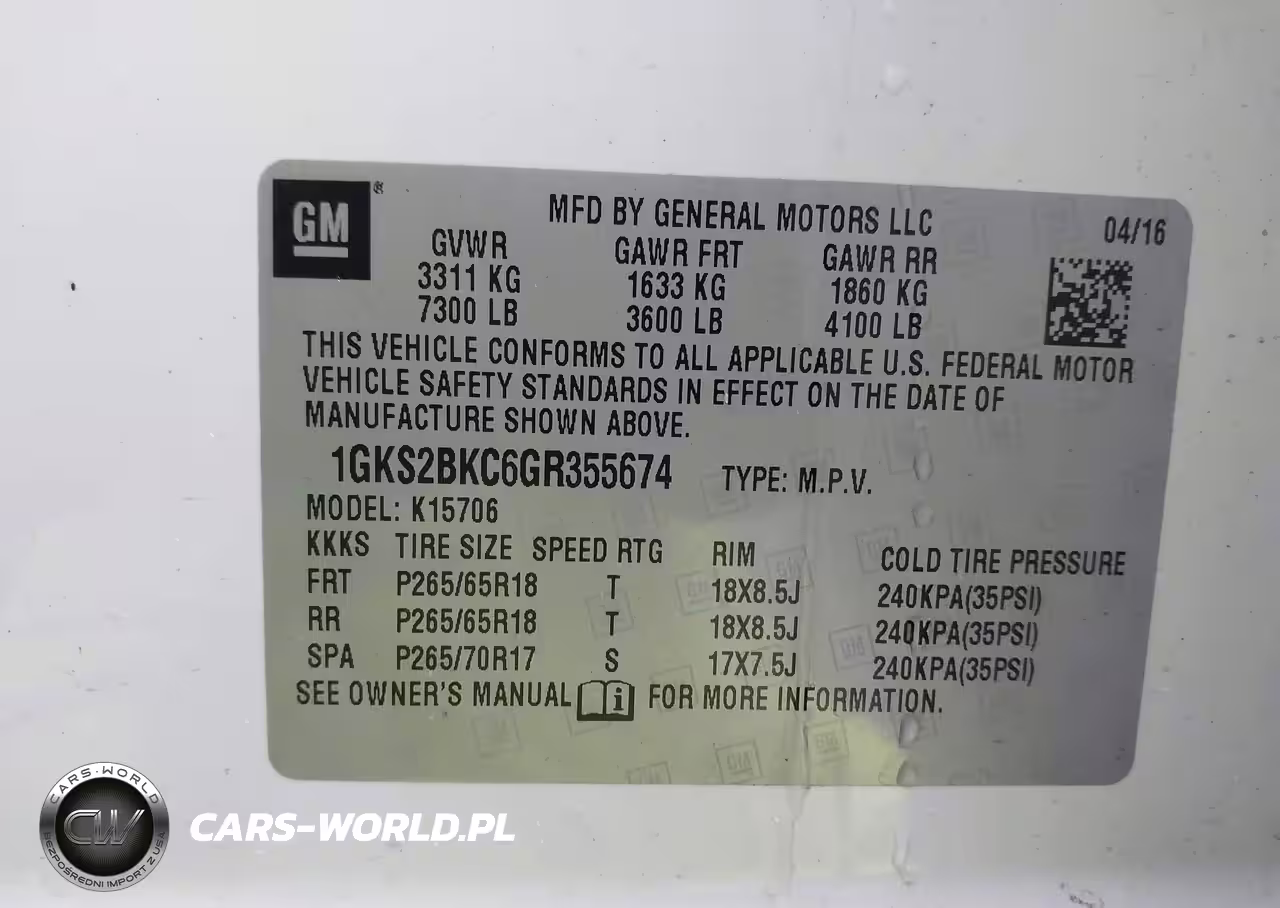 GM ®
MFD BY GENERAL MOTORS LLC 04/16
GVWR GAWR FRT GAWR RR
3311 KG 1633 KG 1860 KG
7300 LB 3600 LB 4100 LB
THIS VEHICLE CONFORMS TO ALL APPLICABLE U.S. FEDERAL MOTOR
VEHICLE SAFETY STANDARDS IN EFFECT ON THE DATE OF
MANUFACTURE SHOWN ABOVE.
1GKS2BKC6GR355674 TYPE: M.P.V.
MODEL: K15706
KKKS TIRE SIZE SPEED RTG RIM COLD TIRE PRESSURE
FRT P265/65R18 T 18X8.5J 240KPA(35PSI)
RR P265/65R18 T 18X8.5J 240KPA(35PSI)
SPA P265/70R17 S 17X7.5J 240KPA(35PSI)
SEE OWNER'S MANUAL i FOR MORE INFORMATION.
CARS-WORLD
CW
BEZPOŚREDNI IMPORT Z USA
CARS-WORLD.PL